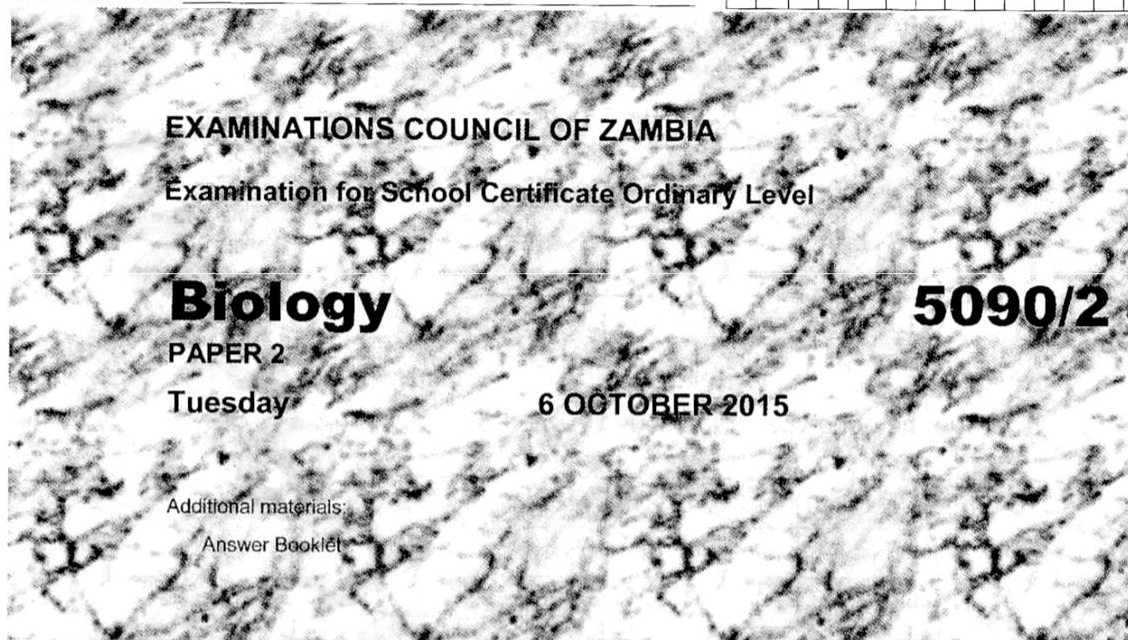 EXAMINATIONS COUNCIL OF ZAMBIA
Examination for School Certificate Ordinary Level
Biology 5090/2
PAPER 2
Tuesday 6 OCTOBER 2015
Additional materials:
Answer Booklet